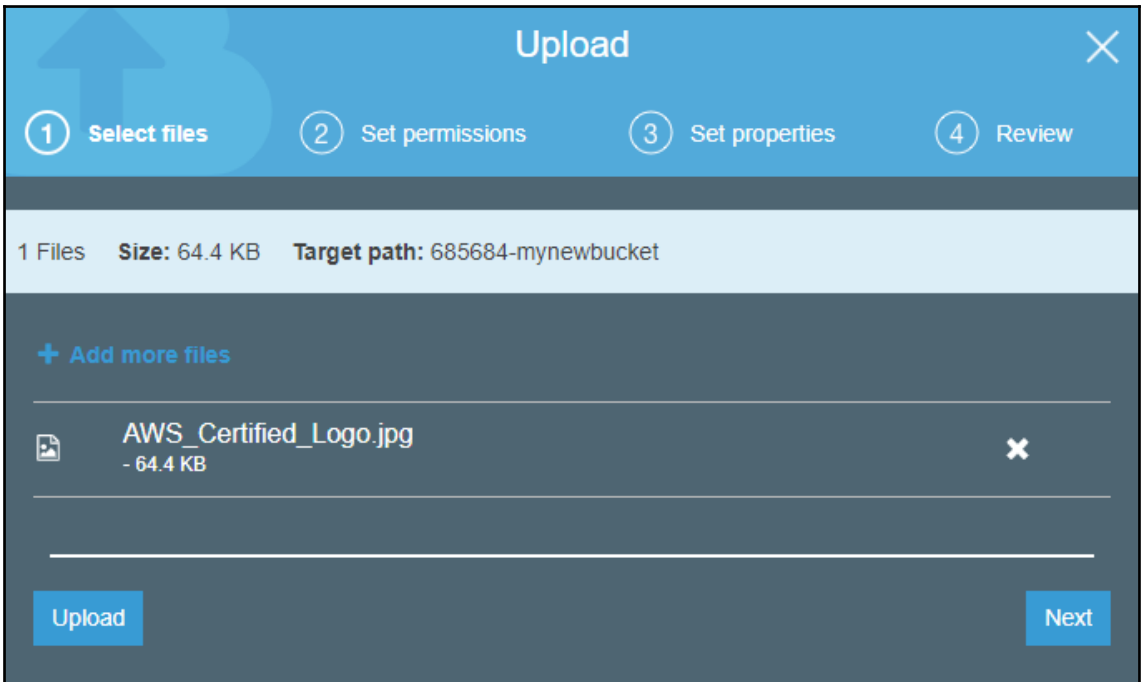 Upload
1 Select files 2 Set permissions 3 Set properties 4 Review
1 Files Size: 64.4 KB Target path: 685684-mynewbucket
+ Add more files
AWS_Certified_Logo.jpg
- 64.4 KB
Upload Next